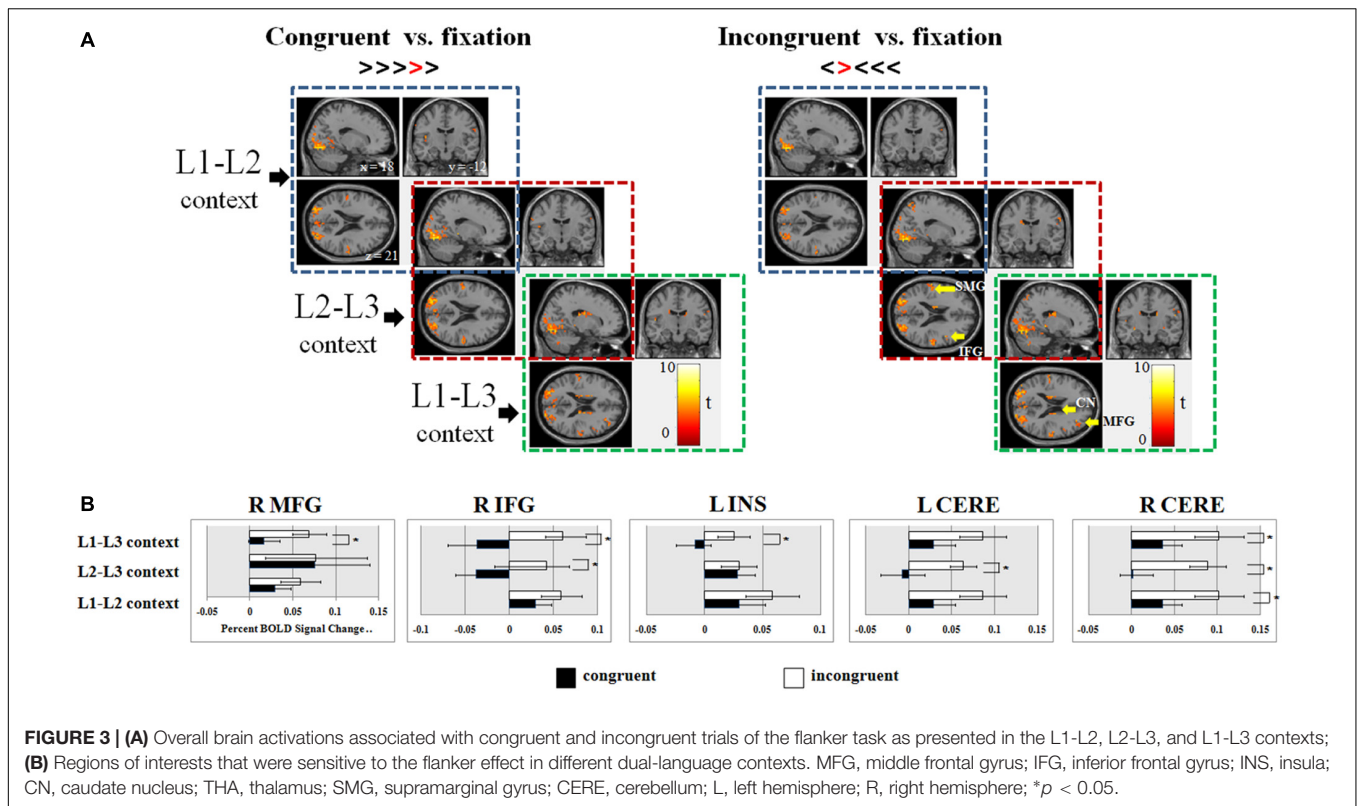 A
Congruent vs. fixation
>>>>>
Incongruent vs. fixation
<><<<
L1-L2
context
x = 18
y = -12
z = 21
L2-L3
context
SMG
IFG
L1-L3
context
10
t
0
CN
MFG
10
t
0
B
R MFG
R IFG
L INS
L CERE
R CERE
L1-L3 context
L2-L3 context
L1-L2 context
*
*
*
*
*
*
*
*
-0.05 0 0.05 0.1 0.15
-0.1 -0.05 0 0.05 0.1
-0.05 0 0.05 0.1
-0.05 0 0.05 0.1 0.15
-0.05 0 0.05 0.1 0.15
Percent BOLD Signal Change..
congruent
incongruent
FIGURE 3 | (A) Overall brain activations associated with congruent and incongruent trials of the flanker task as presented in the L1-L2, L2-L3, and L1-L3 contexts;
(B) Regions of interests that were sensitive to the flanker effect in different dual-language contexts. MFG, middle frontal gyrus; IFG, inferior frontal gyrus; INS, insula;
CN, caudate nucleus; THA, thalamus; SMG, supramarginal gyrus; CERE, cerebellum; L, left hemisphere; R, right hemisphere; *p < 0.05.